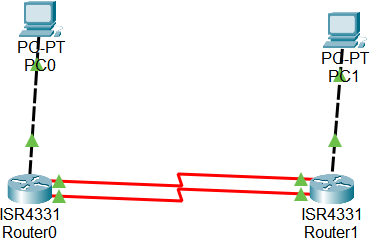 PC-PT
PC0
PC-PT
PC1
ISR4331
Router0
ISR4331
Router1